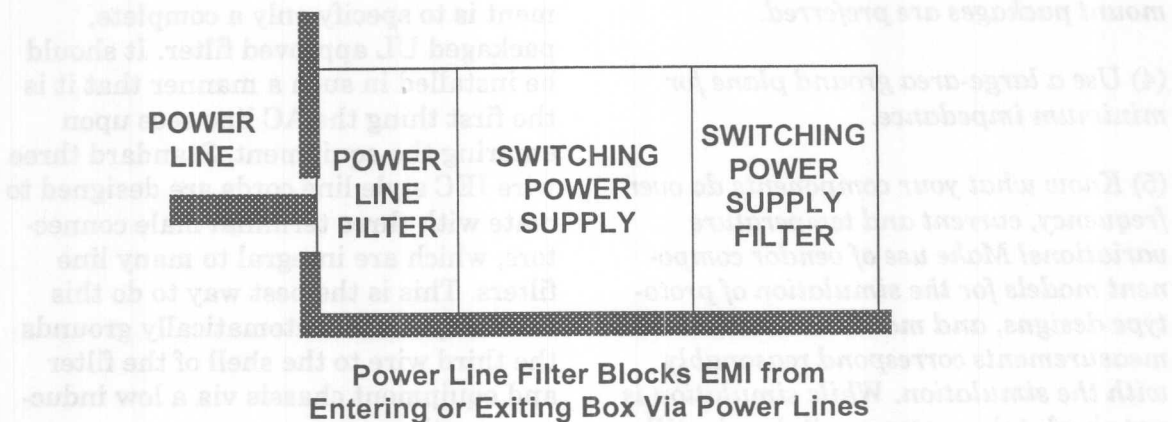 POWER
LINE
POWER
LINE
FILTER
SWITCHING
POWER
SUPPLY
SWITCHING
POWER
SUPPLY
FILTER
Power Line Filter Blocks EMI from
Entering or Exiting Box Via Power Lines